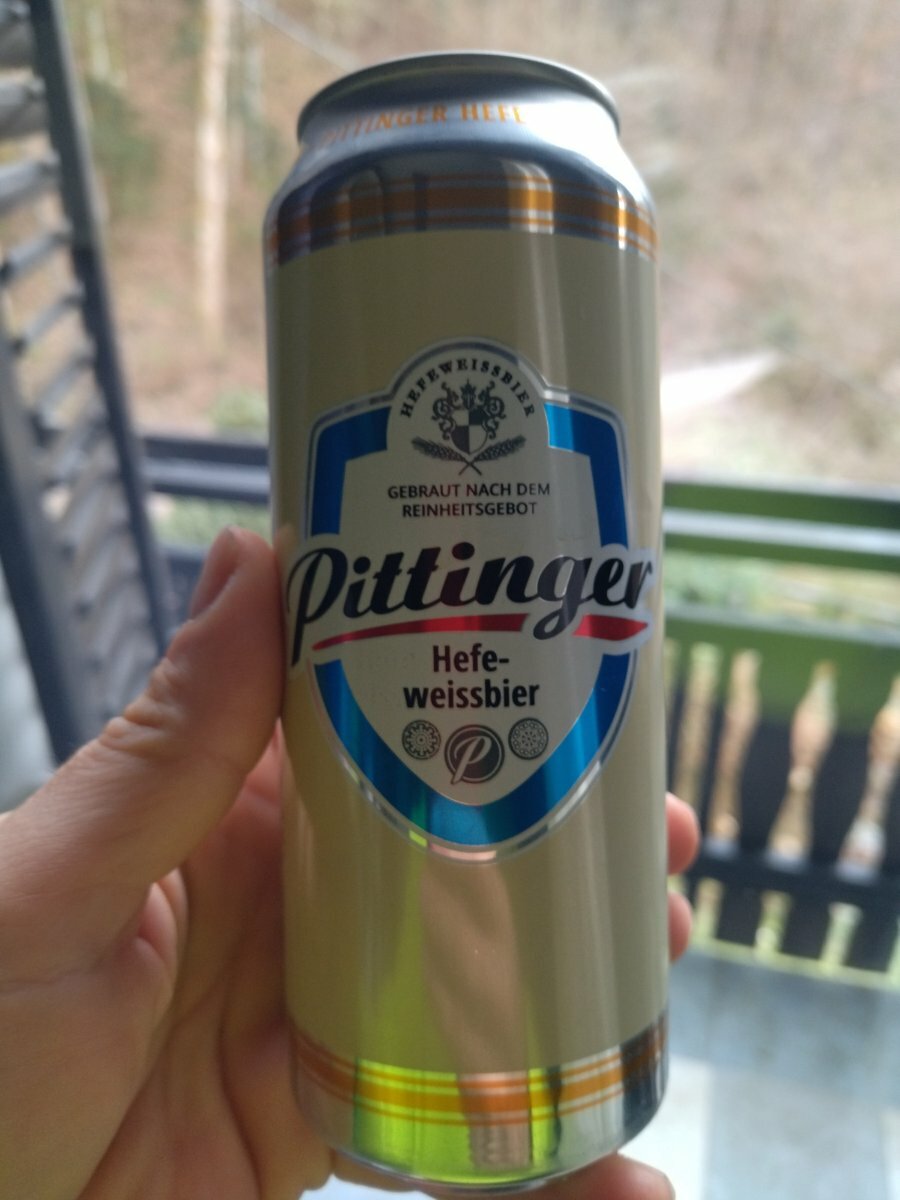 PITTINGER HEFE
HEFEWEISSBIER
GEBRAUT NACH DEM
REINHEITSGEBOT
Pittinger
Hefe-
weissbier
P